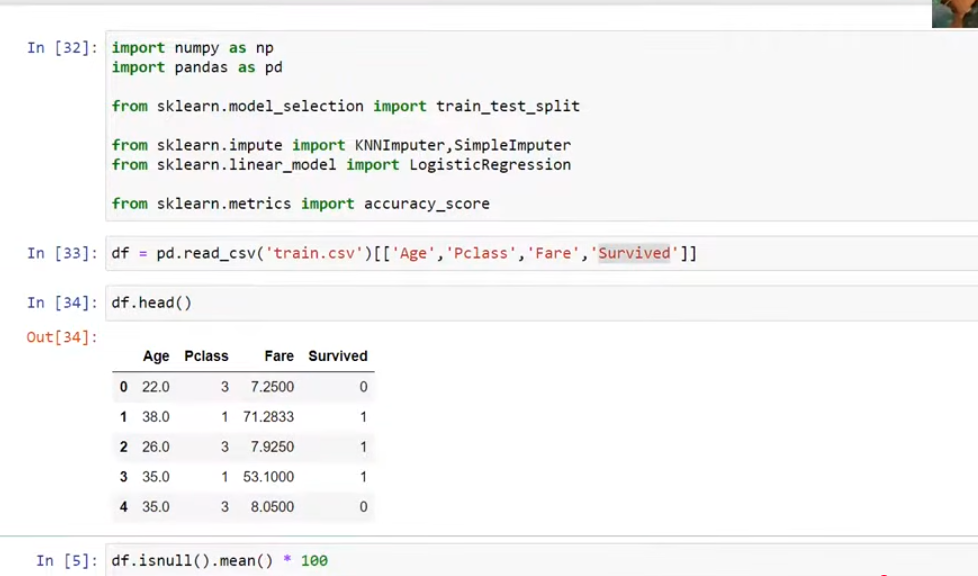 In [32]: import numpy as np
import pandas as pd
from sklearn.model_selection import train_test_split
from sklearn.impute import KNNImputer,SimpleImputer
from sklearn.linear_model import LogisticRegression
from sklearn.metrics import accuracy_score
In [33]: df = pd.read_csv('train.csv')[['Age','Pclass','Fare','Survived']]
In [34]: df.head()
Out[34]:
Age Pclass Fare Survived
0 22.0 3 7.2500 0
1 38.0 1 71.2833 1
2 26.0 3 7.9250 1
3 35.0 1 53.1000 1
4 35.0 3 8.0500 0
In [5]: df.isnull().mean() * 100